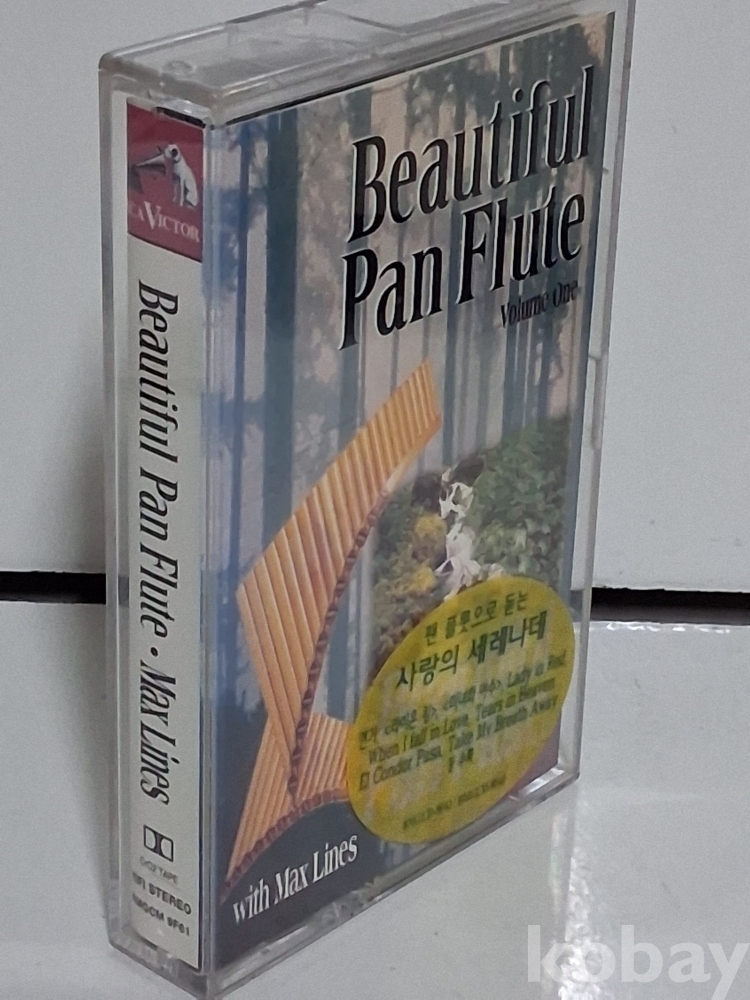 Beautiful
Pan Flute
Volume One
VICTOR
Beautiful Pan Flute • Max Lines
TAPE
STEREO
팬 플룻으로 듣는
사랑의 세레나데
Lady in Red,
When I fall in Love, Tears in Heaven
El Condor Pasa, Take My Breath Away
with Max Lines
kobay